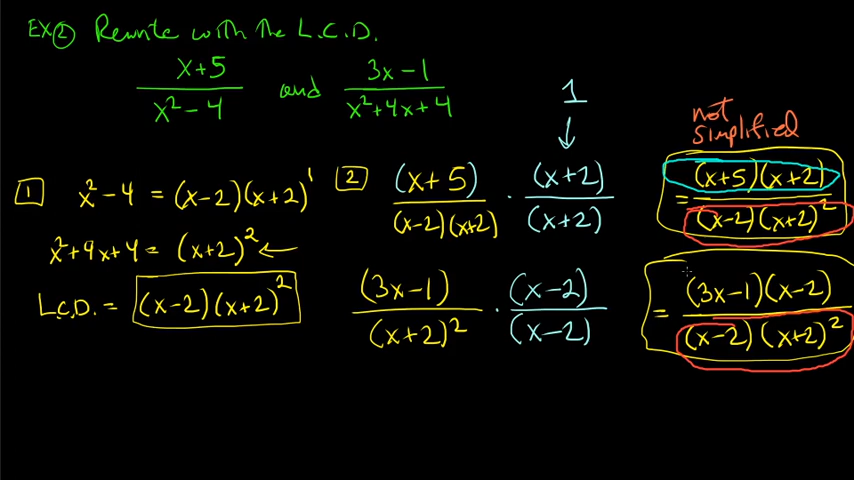 EX② Rewrite with the L.C.D.
x+5 / x² − 4 and 3x − 1 / x²+4x+4
1
not simplified
1 x² − 4 = (x−2)(x+2)¹
x²+4x+4 = (x+2)² ←
L.C.D. = (x−2)(x+2)²
2 (x+5) / (x−2)(x+2) · (x+2) / (x+2) = (x+5)(x+2) / (x−2)(x+2)²
(3x−1) / (x+2)² · (x−2) / (x−2) = (3x−1)(x−2) / (x−2)(x+2)²